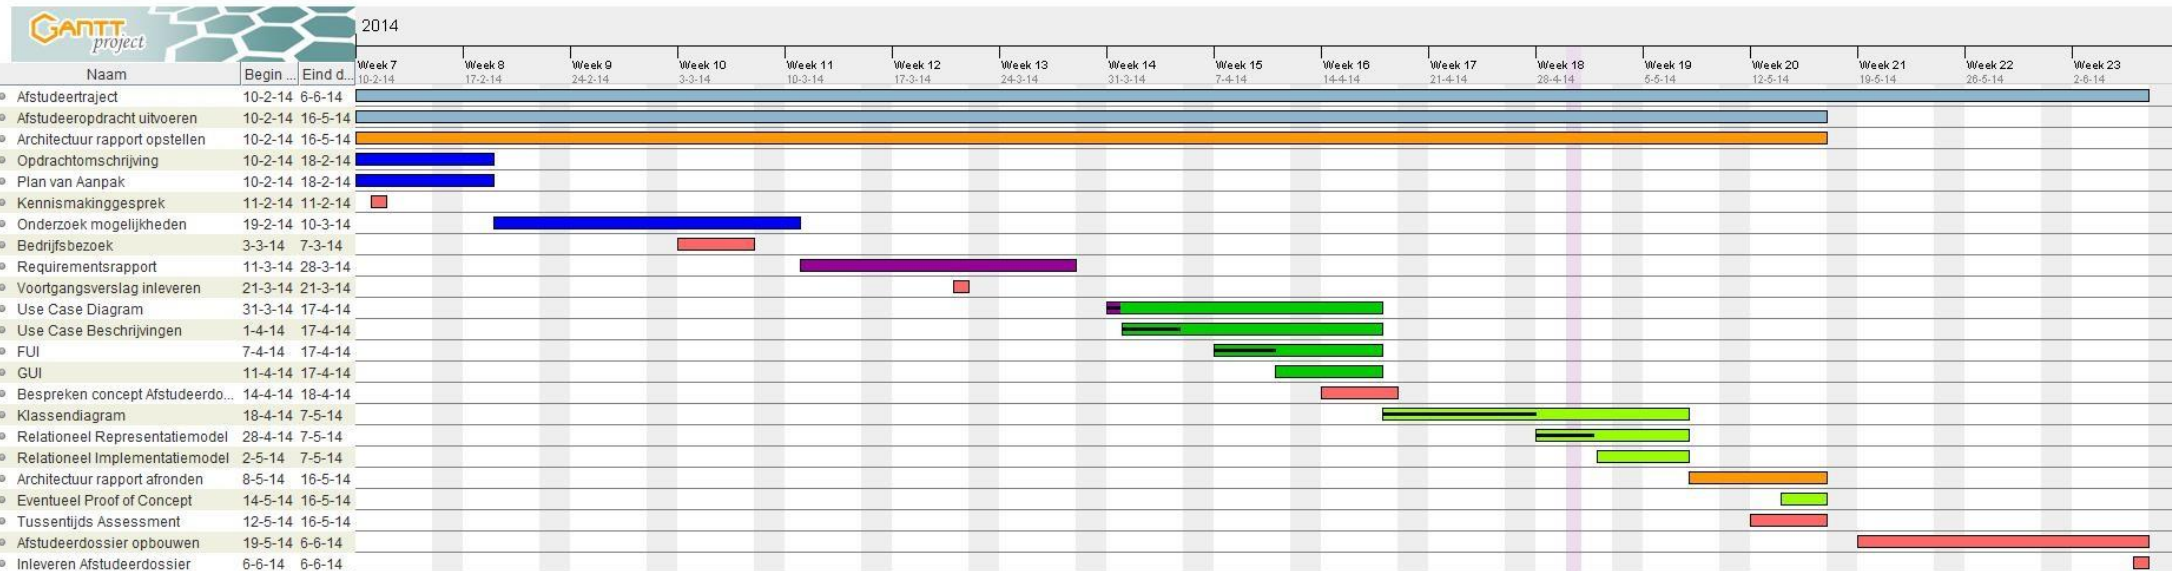 GANTT
project
2014
Week 7 Week 8 Week 9 Week 10 Week 11 Week 12 Week 13 Week 14 Week 15 Week 16 Week 17 Week 18 Week 19 Week 20 Week 21 Week 22 Week 23
Naam Begin ... Eind d... 10-2-14 17-2-14 24-2-14 3-3-14 10-3-14 17-3-14 24-3-14 31-3-14 7-4-14 14-4-14 21-4-14 28-4-14 5-5-14 12-5-14 19-5-14 26-5-14 2-6-14
Afstudeertraject 10-2-14 6-6-14
Afstudeeropdracht uitvoeren 10-2-14 16-5-14
Architectuur rapport opstellen 10-2-14 16-5-14
Opdrachtomschrijving 10-2-14 18-2-14
Plan van Aanpak 10-2-14 18-2-14
Kennismakinggesprek 11-2-14 11-2-14
Onderzoek mogelijkheden 19-2-14 10-3-14
Bedrijfsbezoek 3-3-14 7-3-14
Requirementsrapport 11-3-14 28-3-14
Voortgangsverslag inleveren 21-3-14 21-3-14
Use Case Diagram 31-3-14 17-4-14
Use Case Beschrijvingen 1-4-14 17-4-14
FUI 7-4-14 17-4-14
GUI 11-4-14 17-4-14
Bespreken concept Afstudeerdo... 14-4-14 18-4-14
Klassendiagram 18-4-14 7-5-14
Relationeel Representatiemodel 28-4-14 7-5-14
Relationeel Implementatiemodel 2-5-14 7-5-14
Architectuur rapport afronden 8-5-14 16-5-14
Eventueel Proof of Concept 14-5-14 16-5-14
Tussentijds Assessment 12-5-14 16-5-14
Afstudeerdossier opbouwen 19-5-14 6-6-14
Inleveren Afstudeerdossier 6-6-14 6-6-14